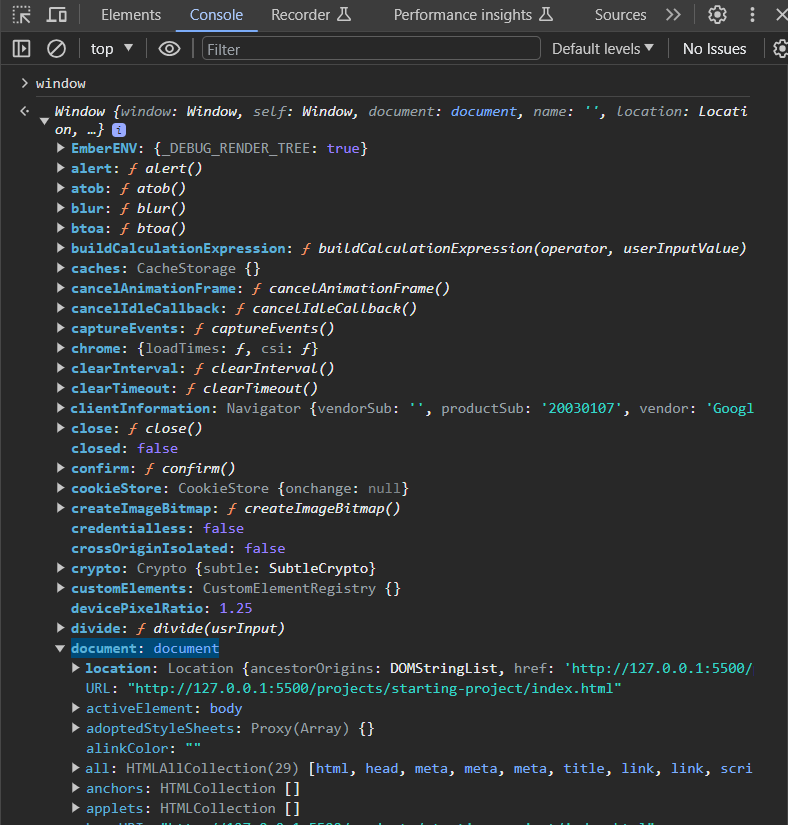 Elements Console Recorder Performance insights Sources
top Filter Default levels No Issues
window
Window {window: Window, self: Window, document: document, name: '', location: Locati
on, …} i
EmberENV: {_DEBUG_RENDER_TREE: true}
alert: ƒ alert()
atob: ƒ atob()
blur: ƒ blur()
btoa: ƒ btoa()
buildCalculationExpression: ƒ buildCalculationExpression(operator, userInputValue)
caches: CacheStorage {}
cancelAnimationFrame: ƒ cancelAnimationFrame()
cancelIdleCallback: ƒ cancelIdleCallback()
captureEvents: ƒ captureEvents()
chrome: {loadTimes: ƒ, csi: ƒ}
clearInterval: ƒ clearInterval()
clearTimeout: ƒ clearTimeout()
clientInformation: Navigator {vendorSub: '', productSub: '20030107', vendor: 'Googl
close: ƒ close()
closed: false
confirm: ƒ confirm()
cookieStore: CookieStore {onchange: null}
createImageBitmap: ƒ createImageBitmap()
credentialless: false
crossOriginIsolated: false
crypto: Crypto {subtle: SubtleCrypto}
customElements: CustomElementRegistry {}
devicePixelRatio: 1.25
divide: ƒ divide(usrInput)
document: document
location: Location {ancestorOrigins: DOMStringList, href: 'http://127.0.0.1:5500/
URL: "http://127.0.0.1:5500/projects/starting-project/index.html"
activeElement: body
adoptedStyleSheets: Proxy(Array) {}
alinkColor: ""
all: HTMLAllCollection(29) [html, head, meta, meta, meta, title, link, link, scri
anchors: HTMLCollection []
applets: HTMLCollection []